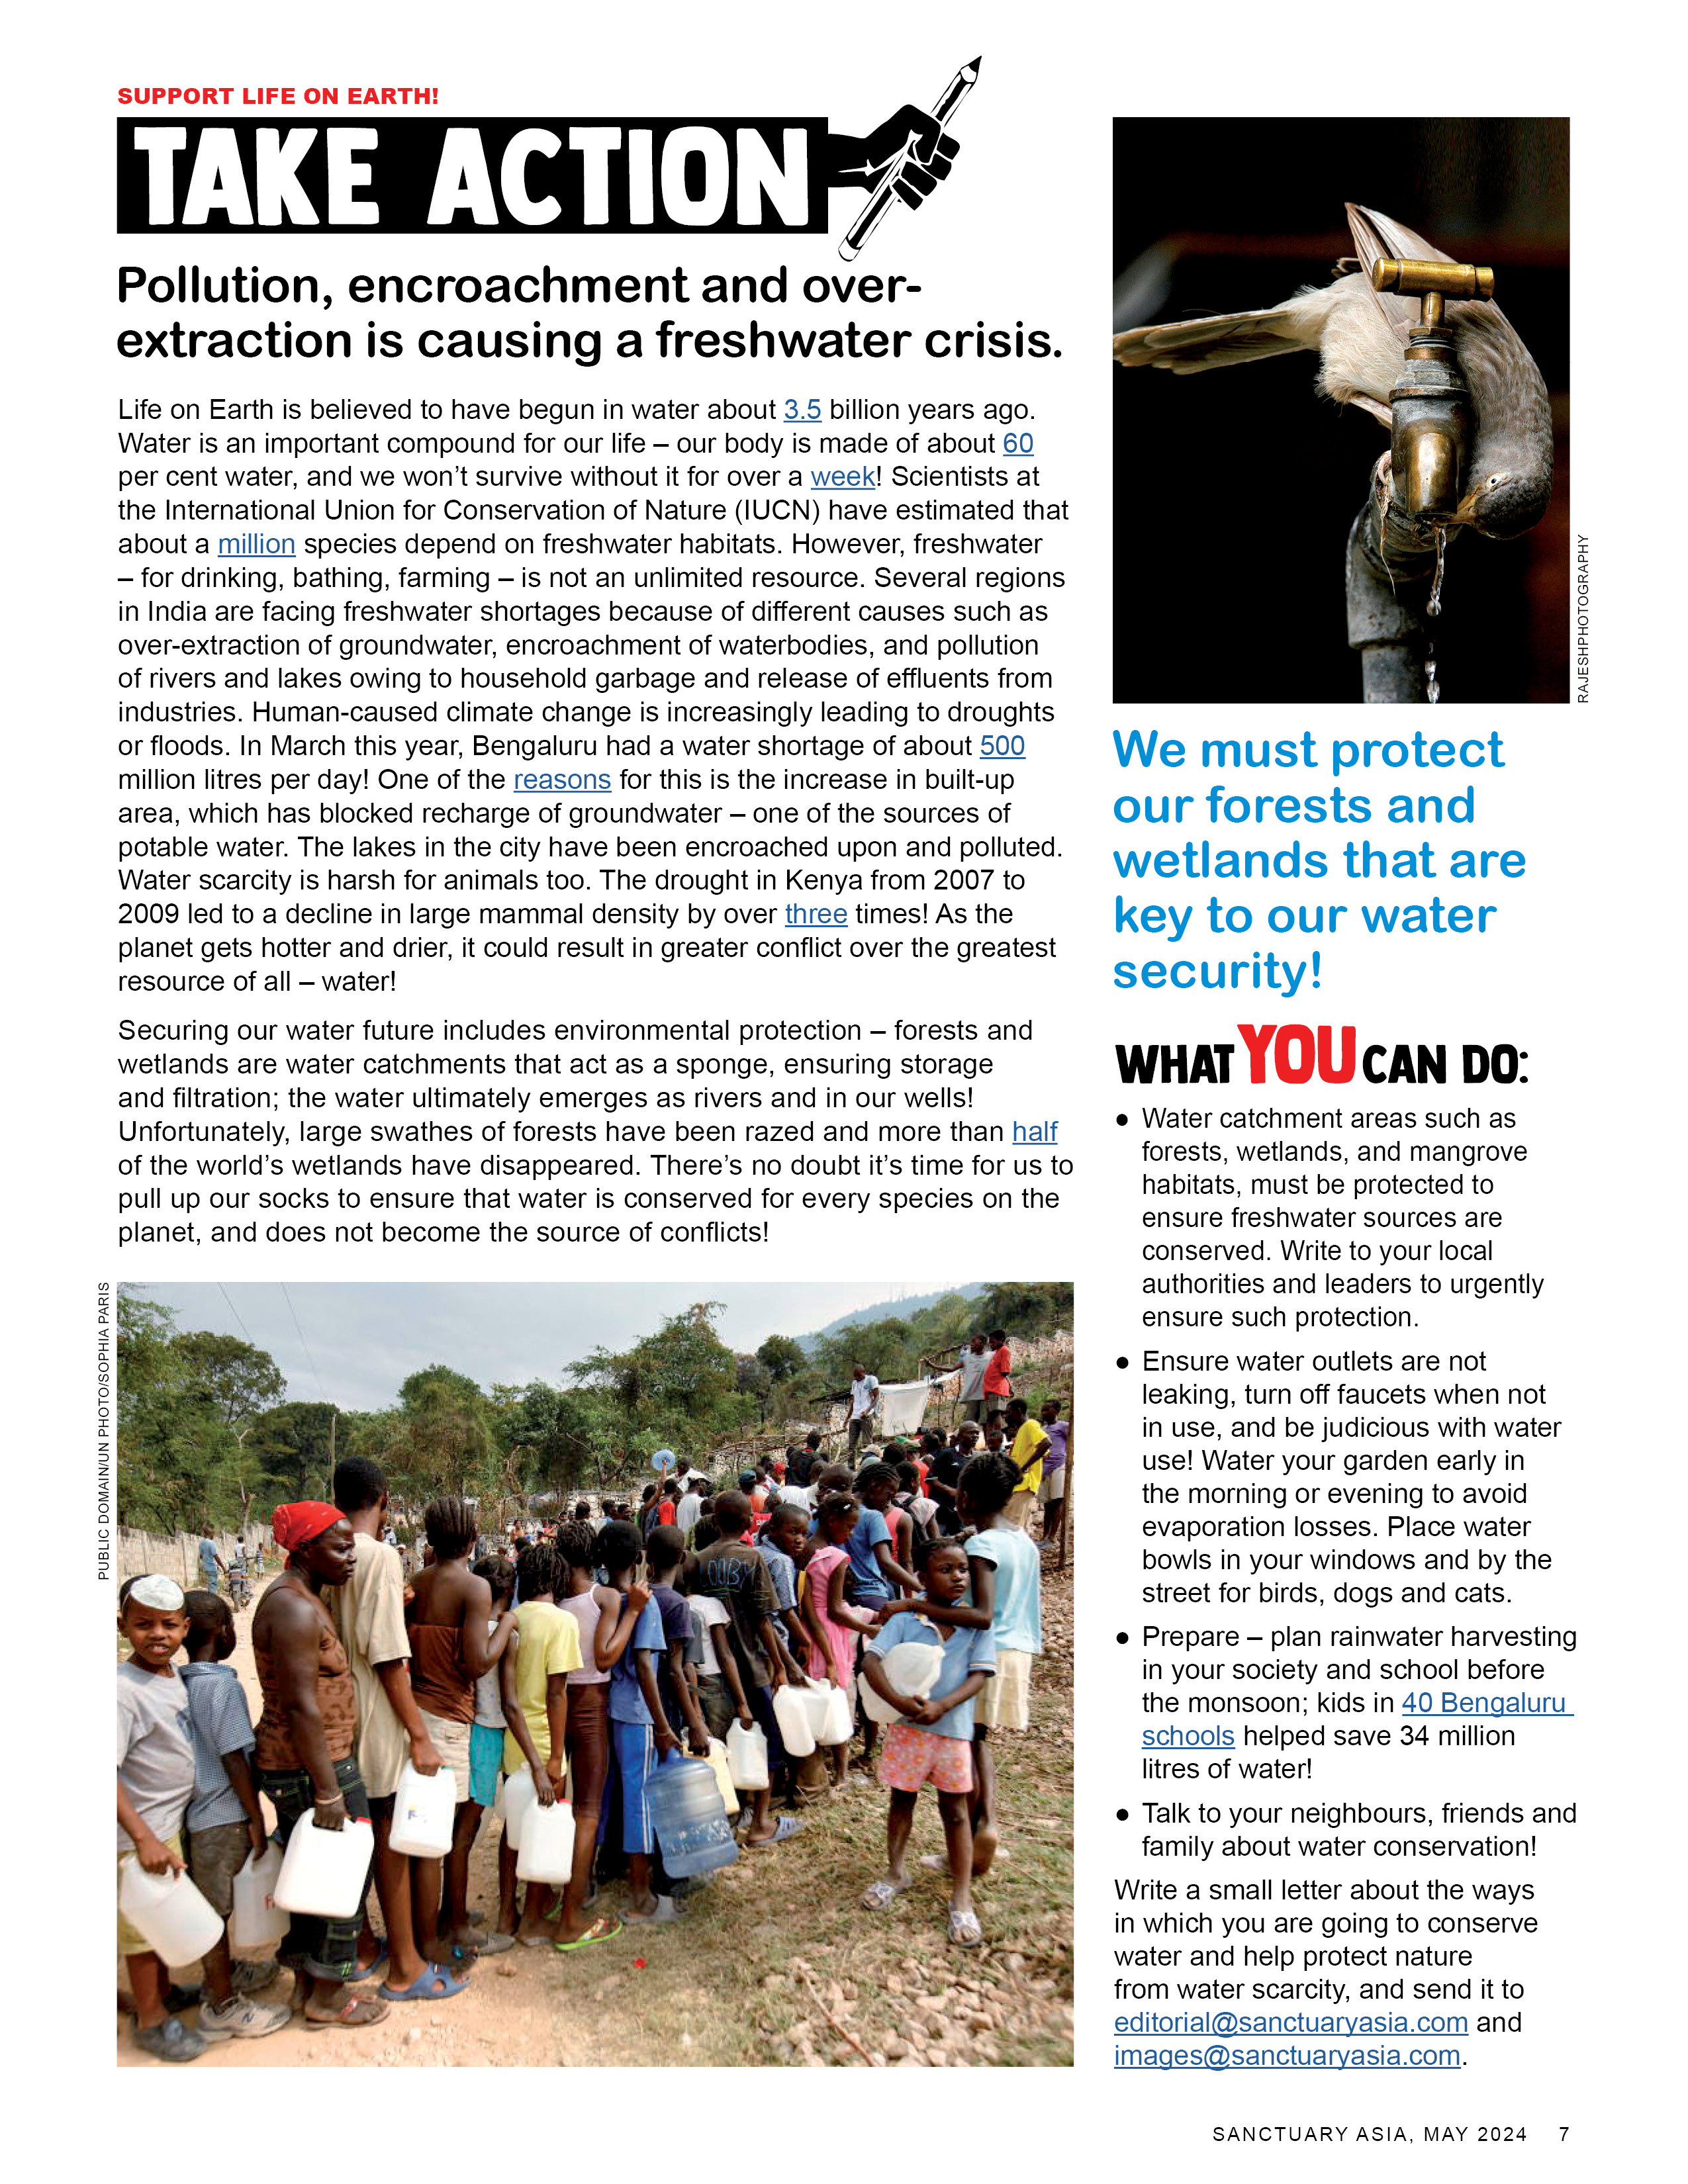 SUPPORT LIFE ON EARTH!
TAKE ACTION
Pollution, encroachment and over-
extraction is causing a freshwater crisis.
Life on Earth is believed to have begun in water about 3.5 billion years ago.
Water is an important compound for our life – our body is made of about 60
per cent water, and we won’t survive without it for over a week! Scientists at
the International Union for Conservation of Nature (IUCN) have estimated that
about a million species depend on freshwater habitats. However, freshwater
– for drinking, bathing, farming – is not an unlimited resource. Several regions
in India are facing freshwater shortages because of different causes such as
over-extraction of groundwater, encroachment of waterbodies, and pollution
of rivers and lakes owing to household garbage and release of effluents from
industries. Human-caused climate change is increasingly leading to droughts
or floods. In March this year, Bengaluru had a water shortage of about 500
million litres per day! One of the reasons for this is the increase in built-up
area, which has blocked recharge of groundwater – one of the sources of
potable water. The lakes in the city have been encroached upon and polluted.
Water scarcity is harsh for animals too. The drought in Kenya from 2007 to
2009 led to a decline in large mammal density by over three times! As the
planet gets hotter and drier, it could result in greater conflict over the greatest
resource of all – water!
Securing our water future includes environmental protection – forests and
wetlands are water catchments that act as a sponge, ensuring storage
and filtration; the water ultimately emerges as rivers and in our wells!
Unfortunately, large swathes of forests have been razed and more than half
of the world’s wetlands have disappeared. There’s no doubt it’s time for us to
pull up our socks to ensure that water is conserved for every species on the
planet, and does not become the source of conflicts!
PUBLIC DOMAIN/UN PHOTO/SOPHIA PARIS
RAJESHPHOTOGRAPHY
We must protect
our forests and
wetlands that are
key to our water
security!
WHAT YOU CAN DO:
● Water catchment areas such as
forests, wetlands, and mangrove
habitats, must be protected to
ensure freshwater sources are
conserved. Write to your local
authorities and leaders to urgently
ensure such protection.
● Ensure water outlets are not
leaking, turn off faucets when not
in use, and be judicious with water
use! Water your garden early in
the morning or evening to avoid
evaporation losses. Place water
bowls in your windows and by the
street for birds, dogs and cats.
● Prepare – plan rainwater harvesting
in your society and school before
the monsoon; kids in 40 Bengaluru
schools helped save 34 million
litres of water!
● Talk to your neighbours, friends and
family about water conservation!
Write a small letter about the ways
in which you are going to conserve
water and help protect nature
from water scarcity, and send it to
editorial@sanctuaryasia.com and
images@sanctuaryasia.com.
SANCTUARY ASIA, MAY 2024 7